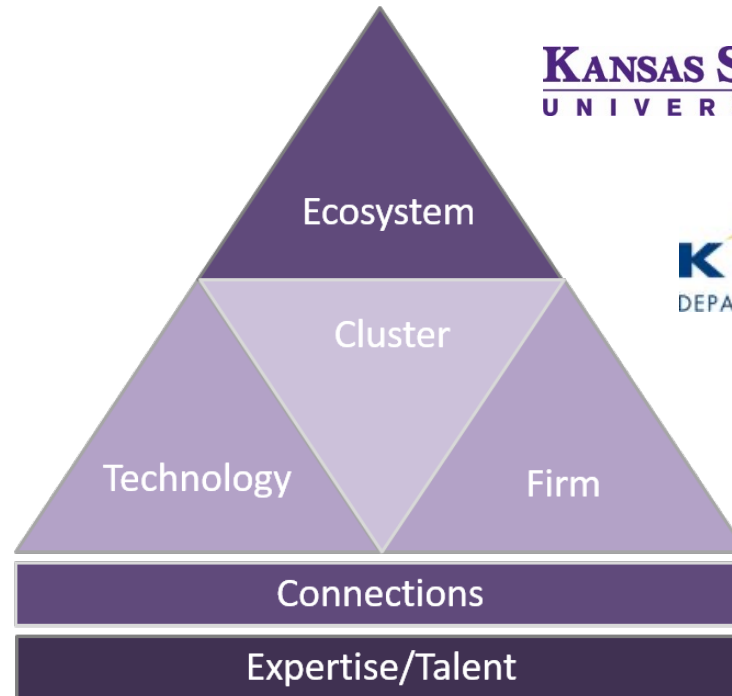 KANSAS S
UNIVER
Ecosystem
K
DEPA
Cluster
Technology
Firm
Connections
Expertise/Talent